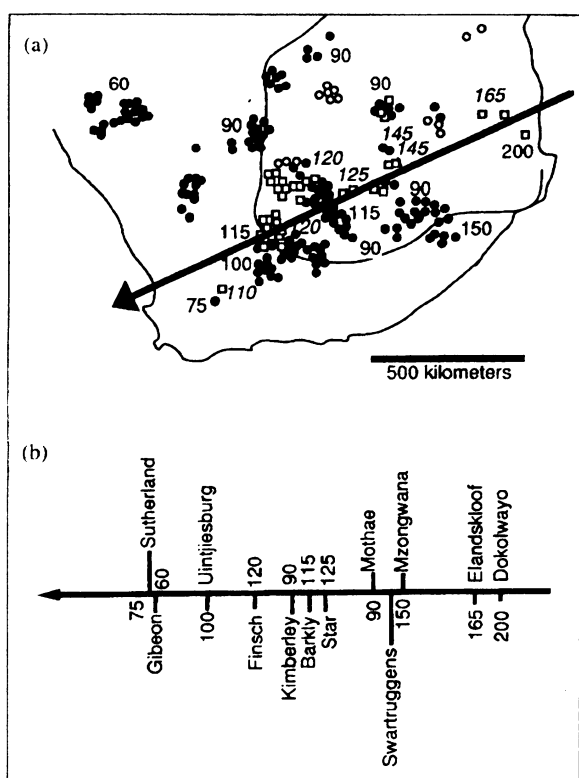 (a)
90
60
90
165
90
145
145
200
120
125
90
115
115
120
150
90
100
75
110
500 kilometers
(b)
Sutherland
60
Uintjiesburg
120
90
115
125
Mothae
Mzongwana
Elandskloof
Dokolwayo
75
Gibeon
100
Finsch
Kimberley
Barkly
Star
90
Swartruggens
150
165
200